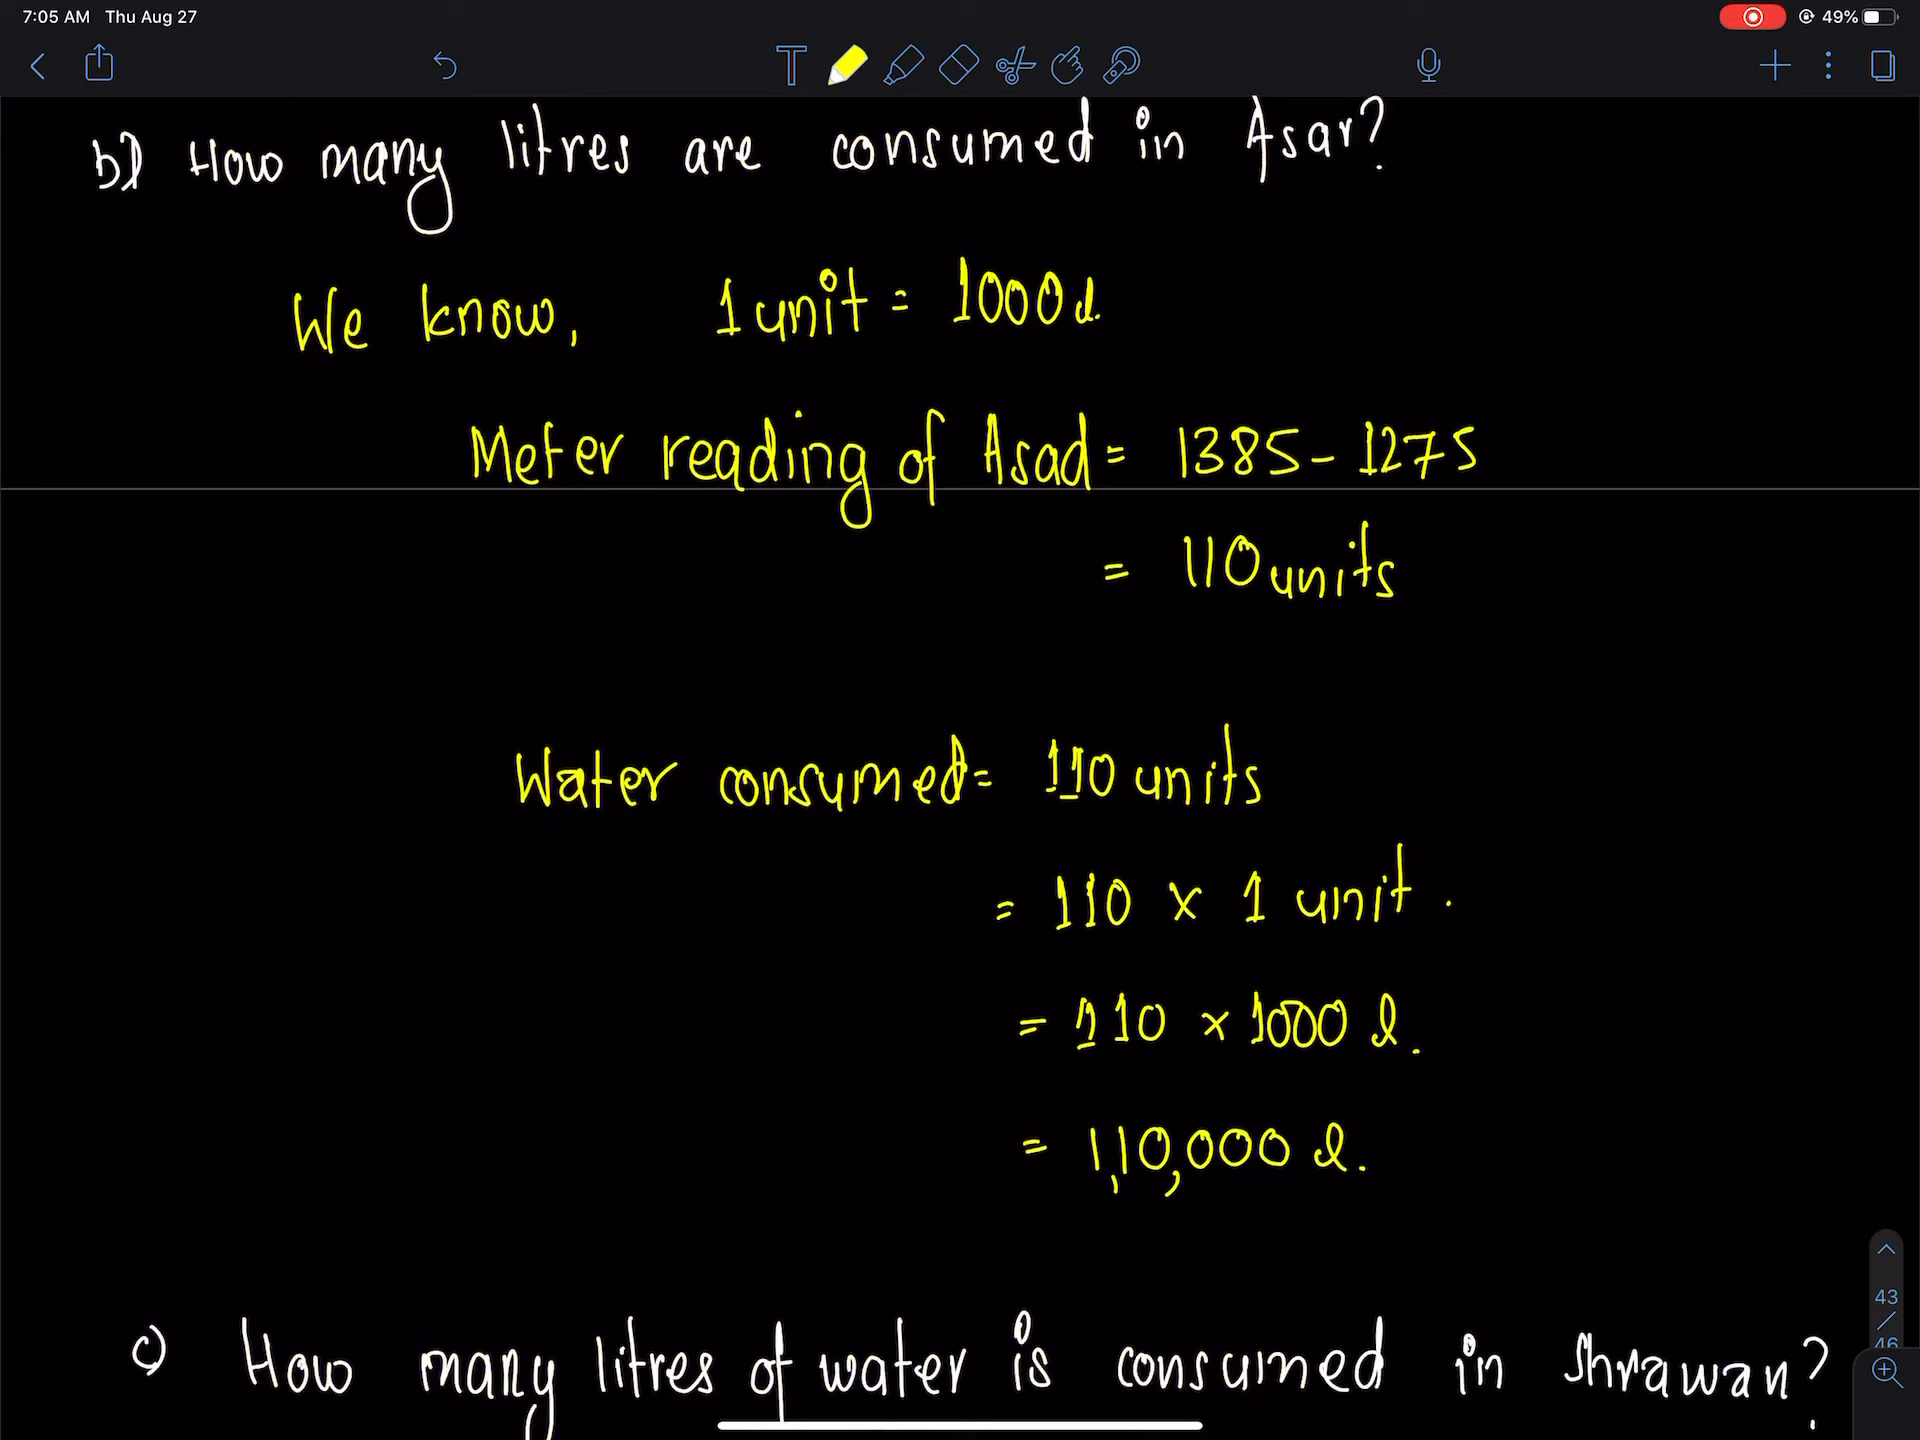 7:05 AM Thu Aug 27
49%
b) How many litres are consumed in Asar?
We know, 1 unit = 1000 l.
Meter reading of Asad = 1385 - 1275
= 110 units
Water consumed = 110 units
= 110 x 1 unit.
= 110 x 1000 l.
= 1,10,000 l.
43
/
46
c) How many litres of water is consumed in Shrawan?